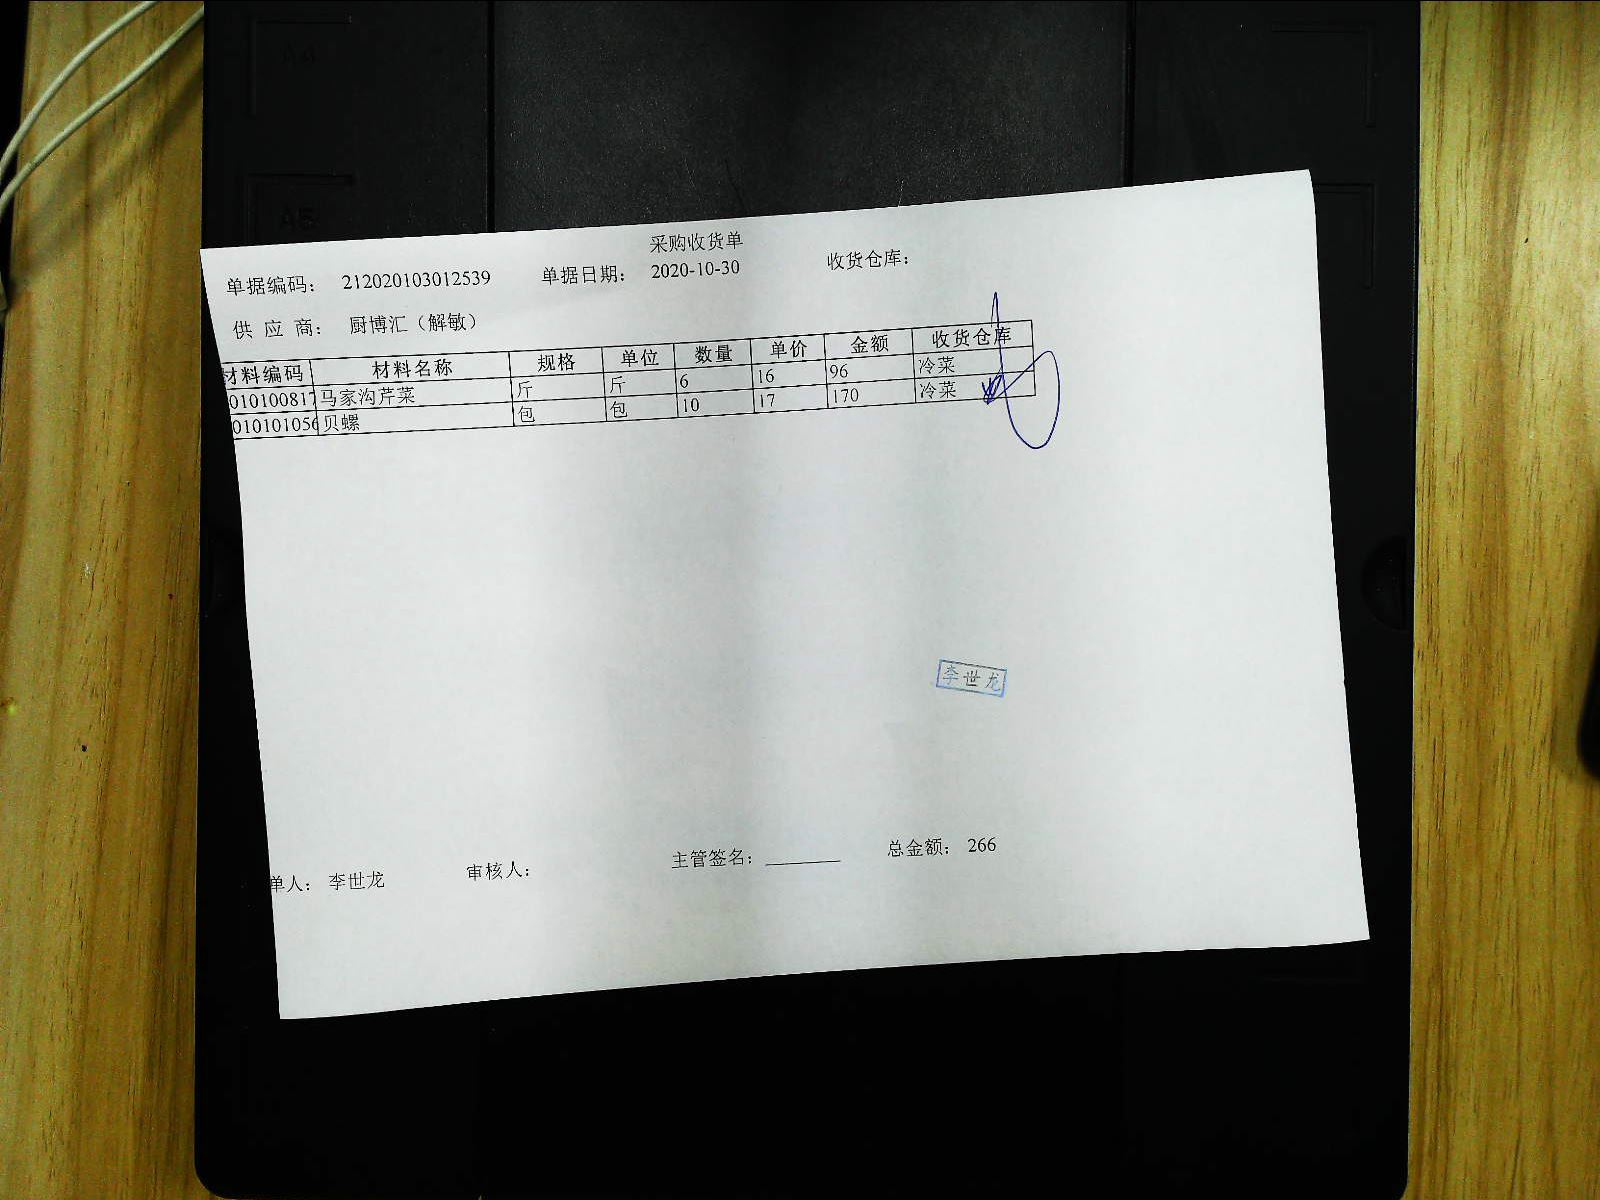 A4
A5
采购收货单
单据编码： 212020103012539 单据日期： 2020-10-30 收货仓库：
供 应 商： 厨博汇（解敏）
材料编码 材料名称 规格 单位 数量 单价 金额 收货仓库
010100817 马家沟芹菜 斤 斤 6 16 96 冷菜
010101056 贝螺 包 包 10 17 170 冷菜
李世龙
单人： 李世龙 审核人： 主管签名： ________ 总金额： 266